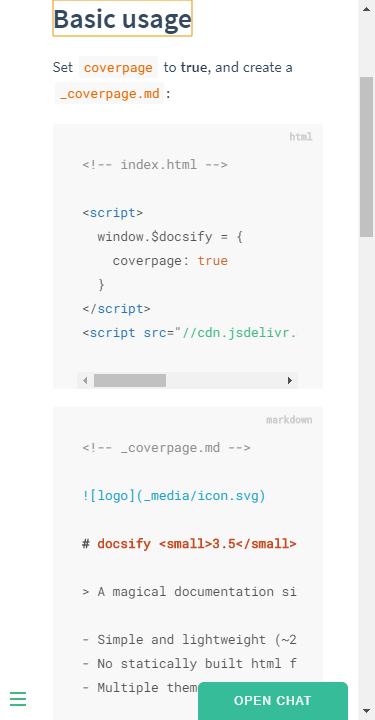 Basic usage
Set coverpage to true, and create a
_coverpage.md:
html
<!-- index.html -->
<script>
window.$docsify = {
coverpage: true
}
</script>
<script src="//cdn.jsdelivr.
markdown
<!-- _coverpage.md -->
![logo](_media/icon.svg)
# docsify <small>3.5</small>
> A magical documentation si
- Simple and lightweight (~2
- No statically built html f
- Multiple them
OPEN CHAT